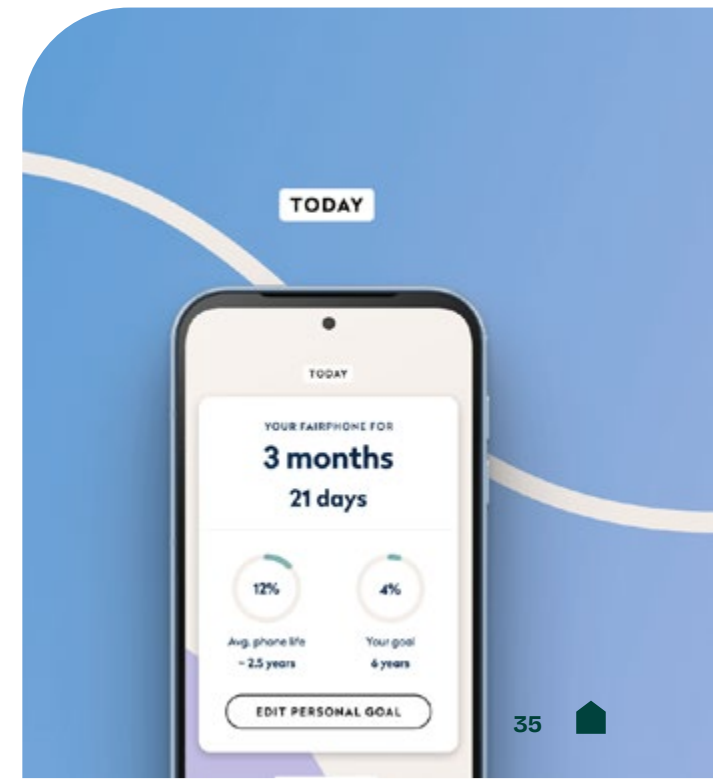 TODAY
TODAY
YOUR FAIRPHONE FOR
3 months
21 days
12%
4%
Avg. phone life
Your goal
~ 2.5 years
6 years
EDIT PERSONAL GOAL
35